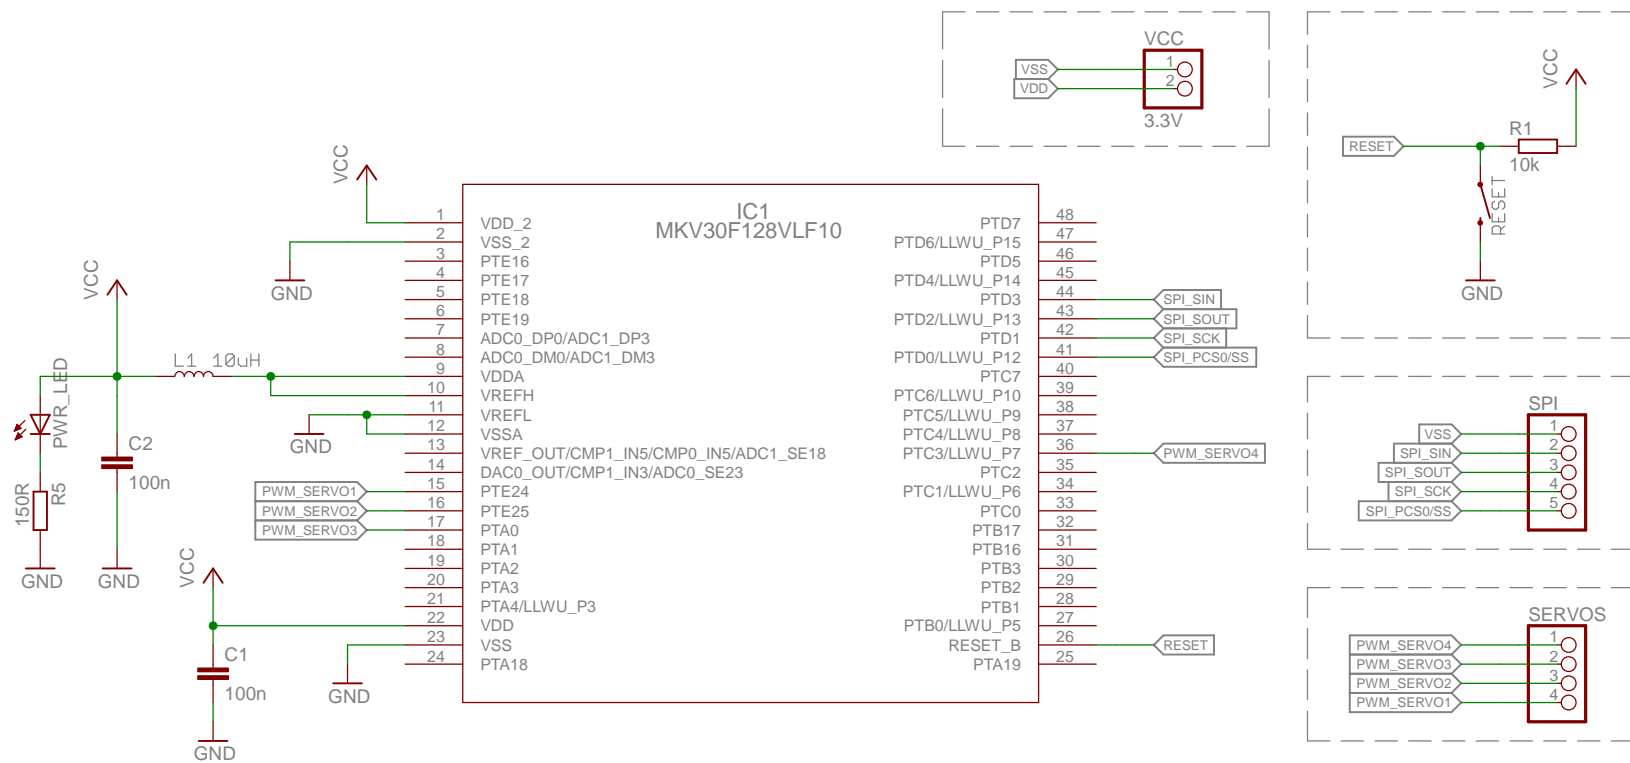 VCC
VSS 1
VDD 2
3.3V
VCC
R1
RESET
10k
RESET
GND
VCC
IC1
MKV30F128VLF10
1 VDD_2
2 VSS_2
3 PTE16
4 PTE17
5 PTE18
6 PTE19
7 ADC0_DP0/ADC1_DP3
8 ADC0_DM0/ADC1_DM3
9 VDDA
10 VREFH
11 VREFL
12 VSSA
13 VREF_OUT/CMP1_IN5/CMP0_IN5/ADC1_SE18
14 DAC0_OUT/CMP1_IN3/ADC0_SE23
15 PTE24
16 PTE25
17 PTA0
18 PTA1
19 PTA2
20 PTA3
21 PTA4/LLWU_P3
22 VDD
23 VSS
24 PTA18
PTD7 48
PTD6/LLWU_P15 47
PTD5 46
PTD4/LLWU_P14 45
PTD3 44 SPI_SIN
PTD2/LLWU_P13 43 SPI_SOUT
PTD1 42 SPI_SCK
PTD0/LLWU_P12 41 SPI_PCS0/SS
PTC7 40
PTC6/LLWU_P10 39
PTC5/LLWU_P9 38
PTC4/LLWU_P8 37
PTC3/LLWU_P7 36 PWM_SERVO4
PTC2 35
PTC1/LLWU_P6 34
PTC0 33
PTB17 32
PTB16 31
PTB3 30
PTB2 29
PTB1 28
PTB0/LLWU_P5 27
RESET_B 26 RESET
PTA19 25
GND
VCC
L1 10uH
PWR_LED
GND
C2
100n
150R
R5
PWM_SERVO1
PWM_SERVO2
PWM_SERVO3
GND
GND
VCC
C1
100n
GND
GND
SPI
VSS 1
SPI_SIN 2
SPI_SOUT 3
SPI_SCK 4
SPI_PCS0/SS 5
SERVOS
PWM_SERVO4 1
PWM_SERVO3 2
PWM_SERVO2 3
PWM_SERVO1 4